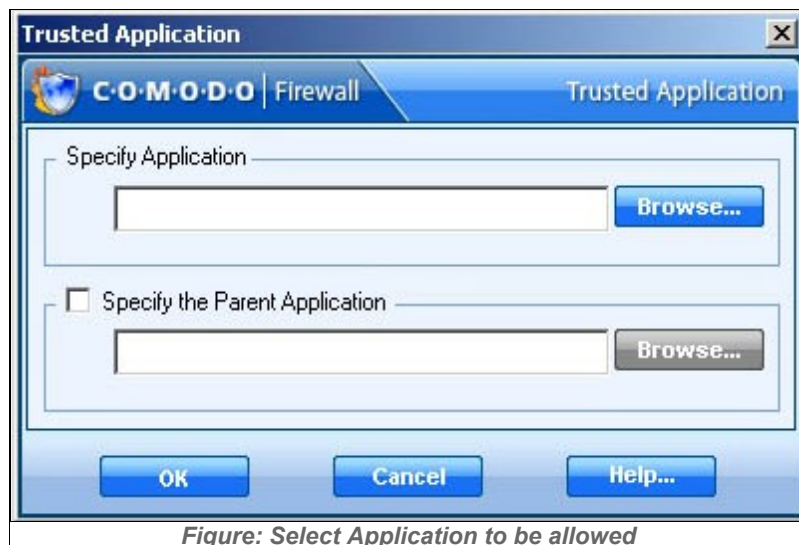 Trusted Application
C·O·M·O·D·O | Firewall
Trusted Application
Specify Application
Browse...
Specify the Parent Application
Browse...
OK
Cancel
Help...
Figure: Select Application to be allowed